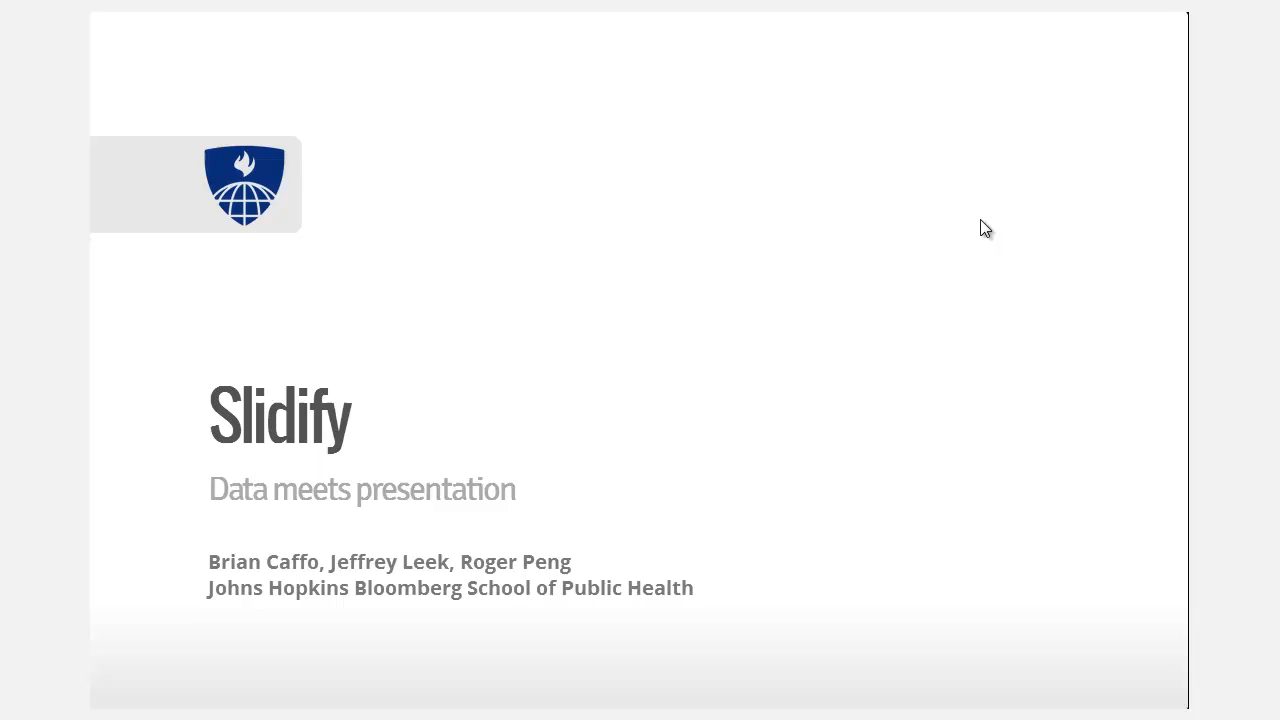 Slidify
Data meets presentation
Brian Caffo, Jeffrey Leek, Roger Peng
Johns Hopkins Bloomberg School of Public Health